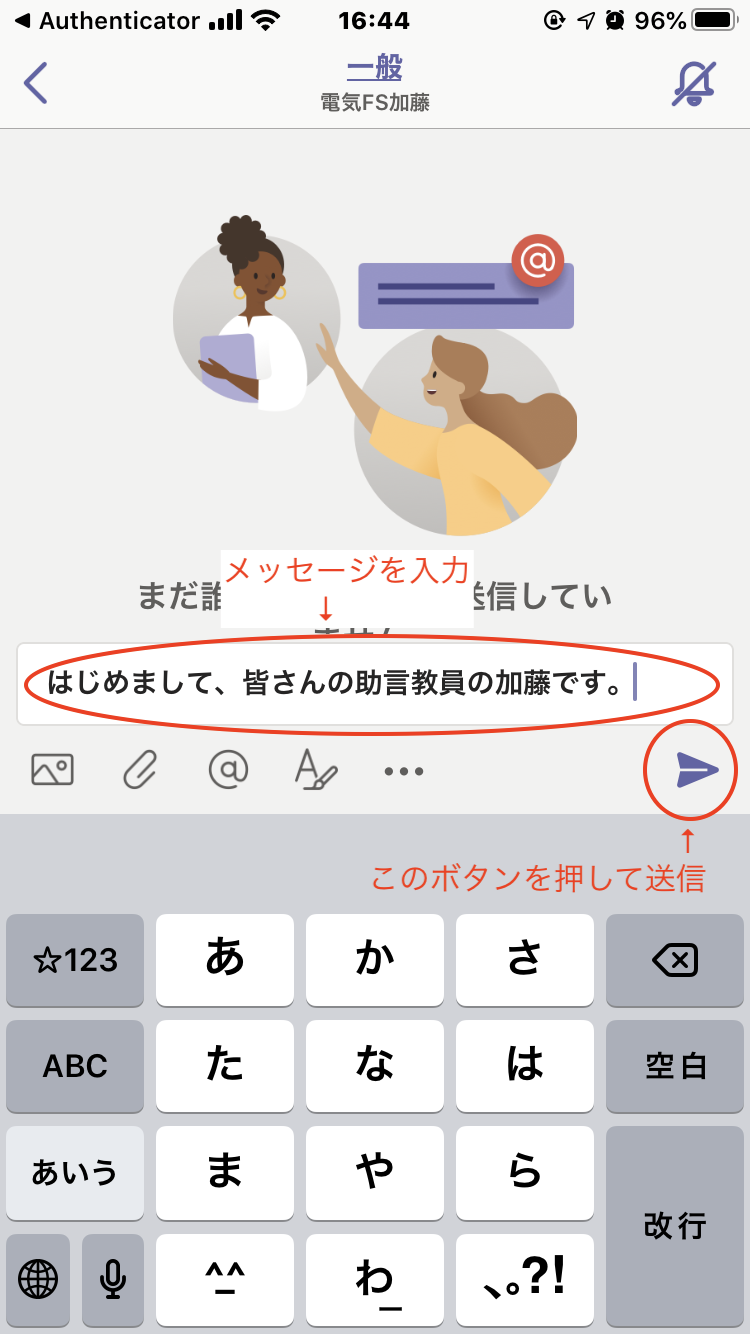 ◀ Authenticator 16:44 96%
一般
電気FS加藤
@
メッセージを入力
↓
まだ 送信してい
はじめまして、皆さんの助言教員の加藤です。
@ A •••
↑
このボタンを押して送信
☆123 あ か さ
ABC た な は 空白
あいう ま や ら
改行
^^ わ 、。?!